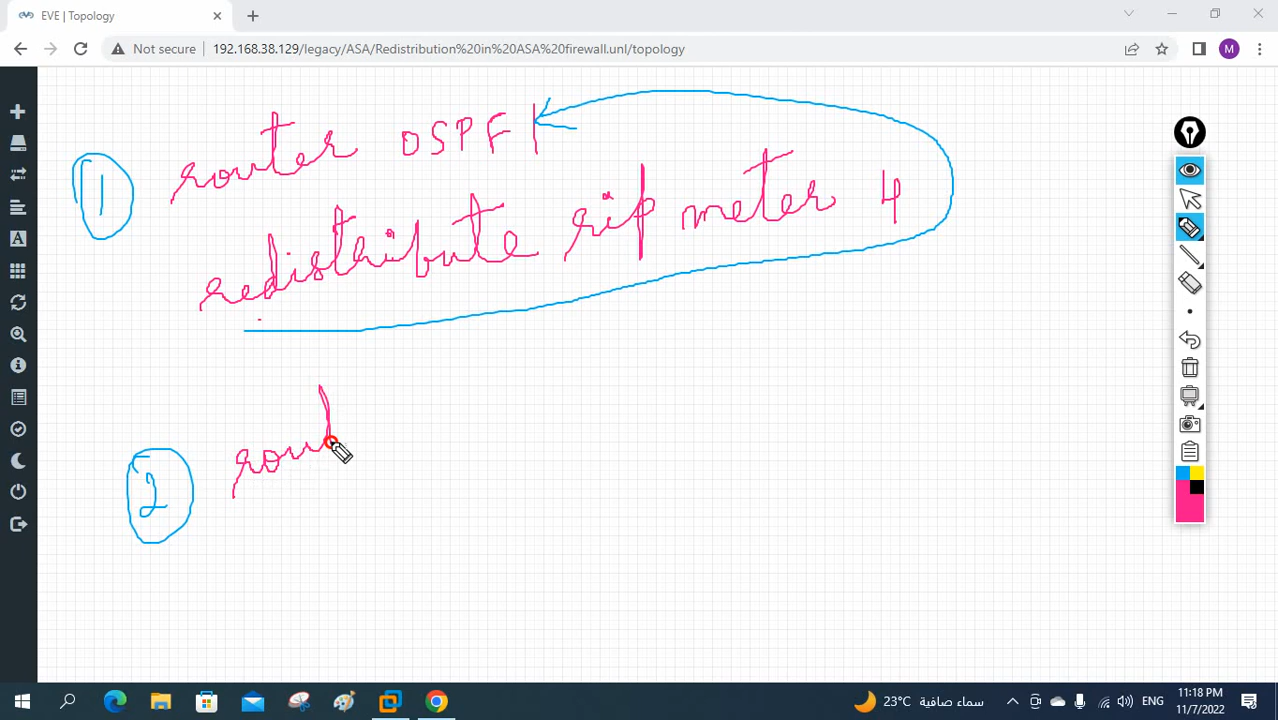 EVE | Topology
Not secure
192.168.38.129/legacy/ASA/Redistribution%20in%20ASA%20firewall.unl/topology
M
1
router OSPF 1
redistribute rip meter 4
2
rout
A
23°C سماء صافية
ENG
11:18 PM
11/7/2022